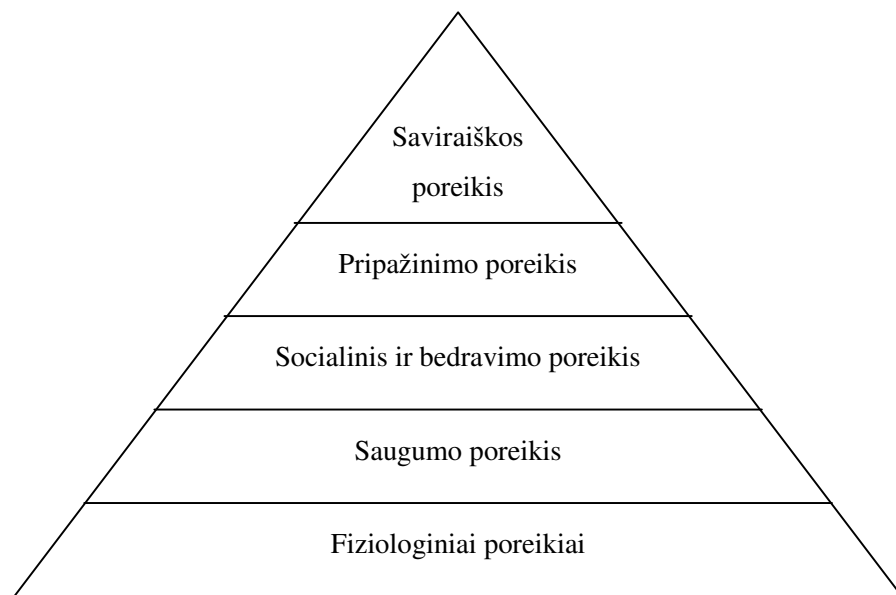 Saviraiškos
poreikis
Pripažinimo poreikis
Socialinis ir bedravimo poreikis
Saugumo poreikis
Fiziologiniai poreikiai